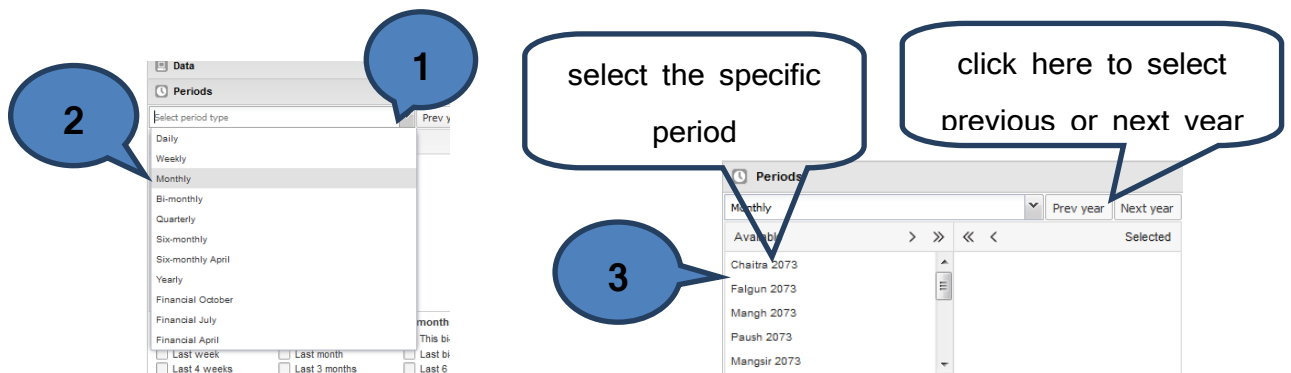 1
2
Data
Periods
Select period type
Prev y
Daily
Weekly
Monthly
Bi-monthly
Quarterly
Six-monthly
Six-monthly April
Yearly
Financial October
Financial July
Financial April
month
This bi
Last week Last month Last bi
Last 4 weeks Last 3 months Last 6
select the specific
period
click here to select
previous or next year
Periods
Monthly Prev year Next year
Available > >> << < Selected
3
Chaitra 2073
Falgun 2073
Mangh 2073
Paush 2073
Mangsir 2073